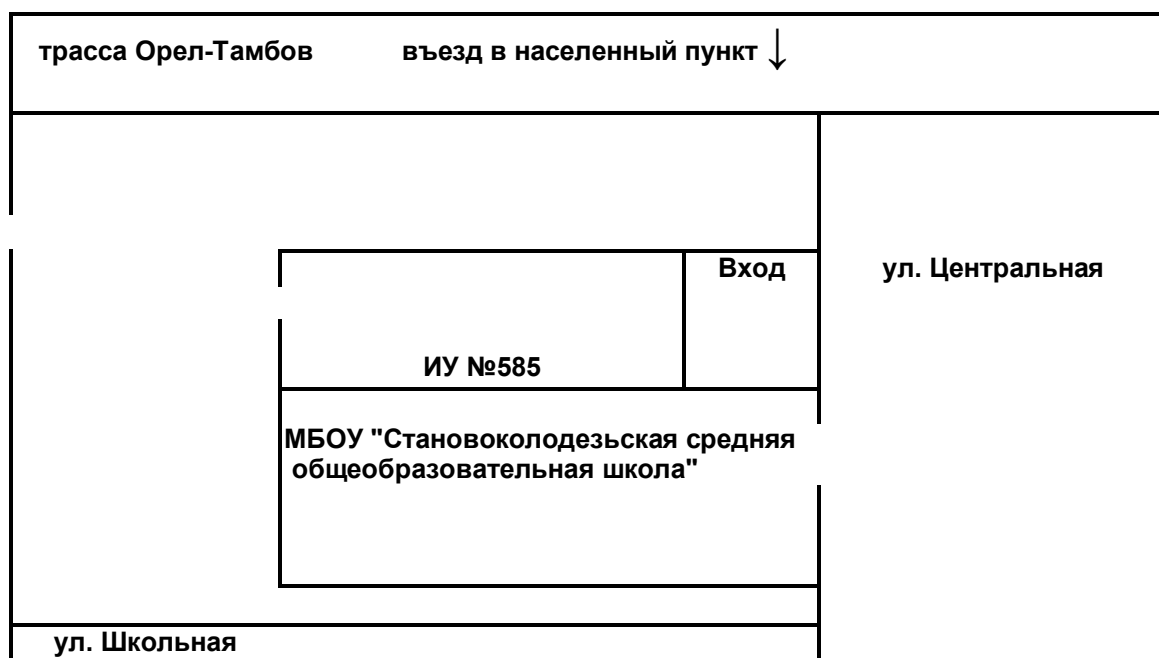 трасса Орел-Тамбов въезд в населенный пункт ↓
Вход
ул. Центральная
ИУ №585
МБОУ "Становоколодезьская средняя
общеобразовательная школа"
ул. Школьная